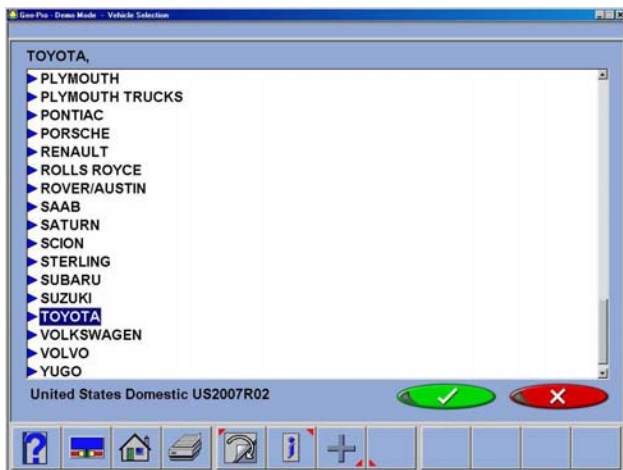 Geo-Pro - Demo Mode - Vehicle Selection
TOYOTA,
PLYMOUTH
PLYMOUTH TRUCKS
PONTIAC
PORSCHE
RENAULT
ROLLS ROYCE
ROVER/AUSTIN
SAAB
SATURN
SCION
STERLING
SUBARU
SUZUKI
TOYOTA
VOLKSWAGEN
VOLVO
YUGO
United States Domestic US2007R02